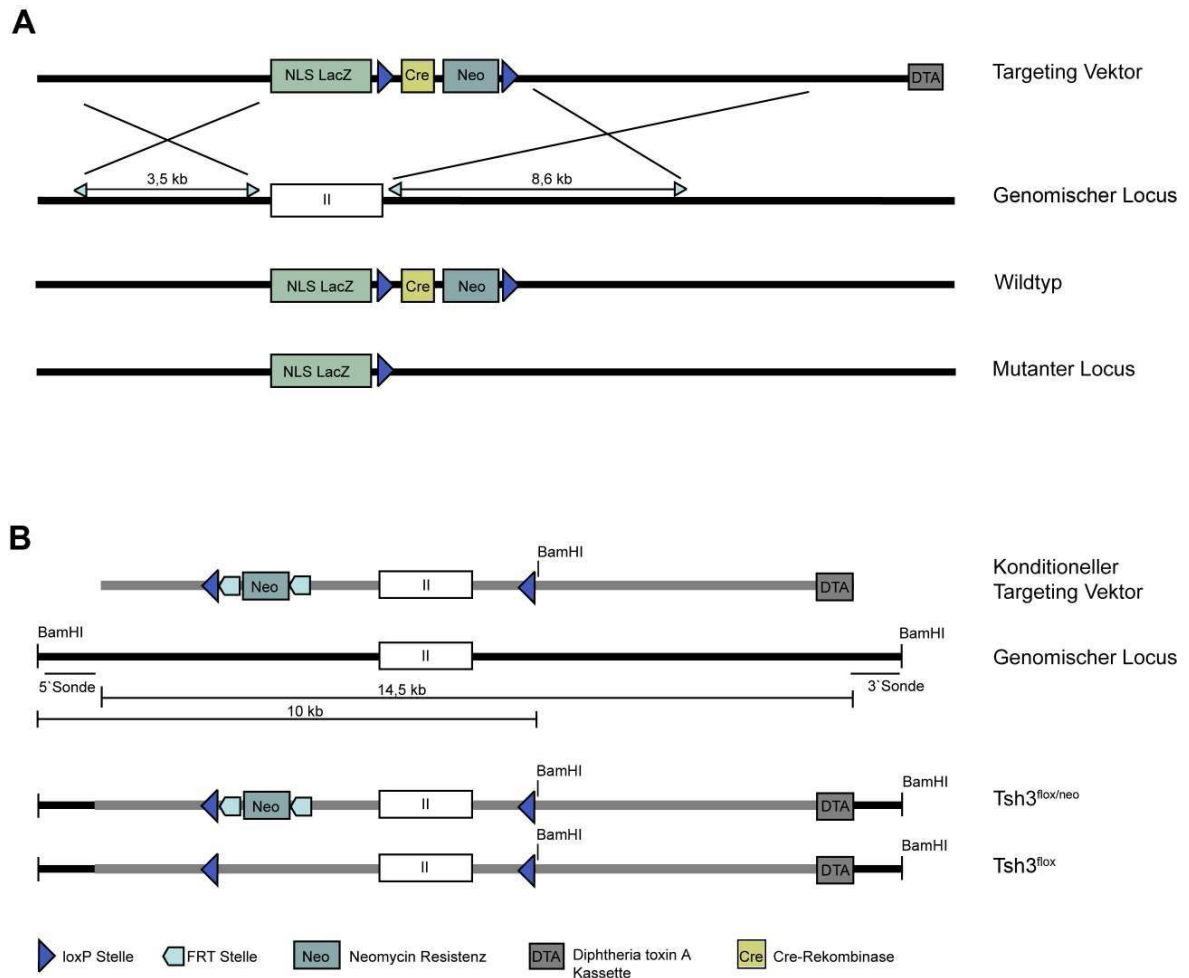 A
NLS LacZ Cre Neo DTA Targeting Vektor
3,5 kb 8,6 kb
II Genomischer Locus
NLS LacZ Cre Neo Wildtyp
NLS LacZ Mutanter Locus
B
BamHI
Neo II DTA Konditioneller
Targeting Vektor
BamHI BamHI
II Genomischer Locus
5`Sonde 3`Sonde
14,5 kb
10 kb
BamHI BamHI
Neo II DTA Tsh3flox/neo
BamHI BamHI
II DTA Tsh3flox
loxP Stelle FRT Stelle Neo Neomycin Resistenz DTA Diphtheria toxin A Cre Cre-Rekombinase
Kassette